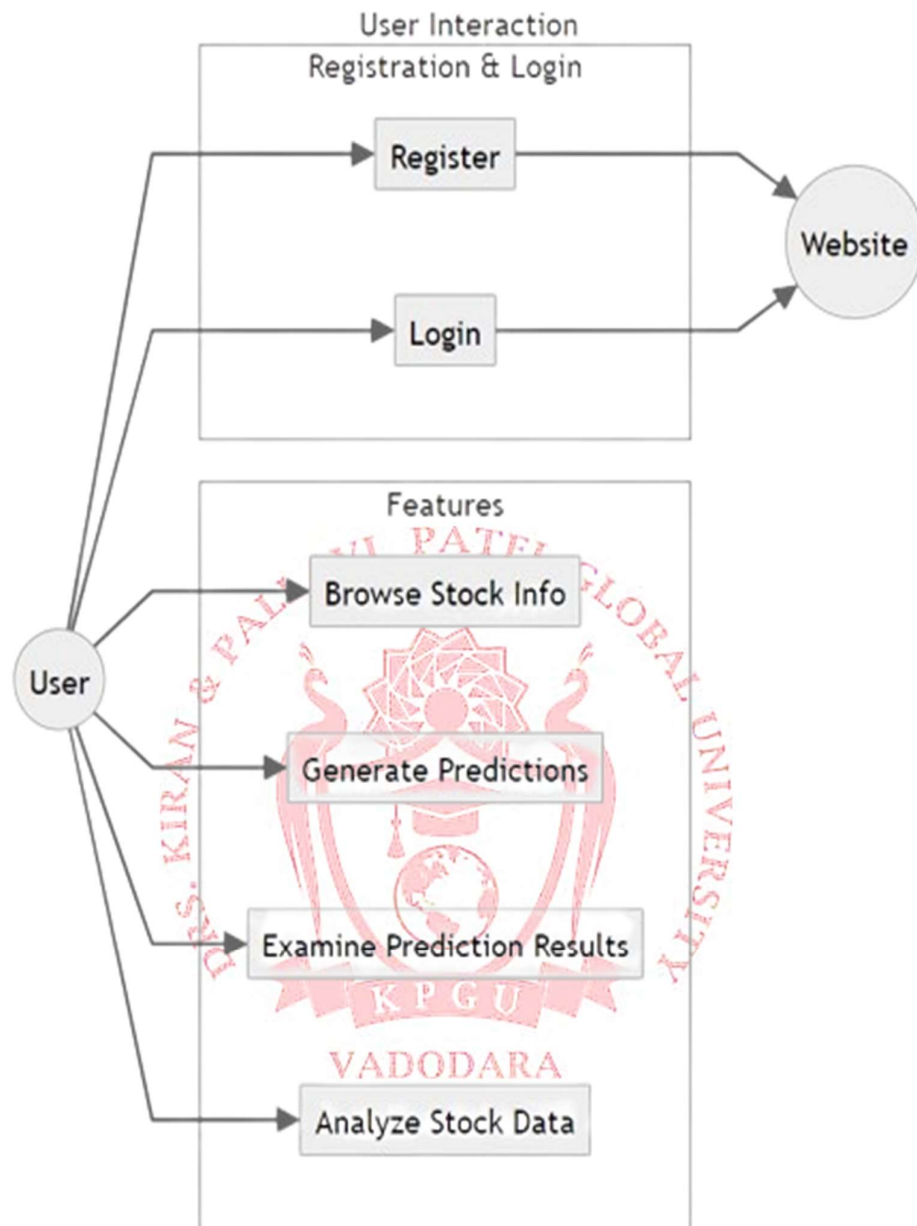 User Interaction
Registration & Login
Register
Website
Login
Features
Browse Stock Info
User
Generate Predictions
Examine Prediction Results
Analyze Stock Data
DRS. KIRAN & PATEL GLOBAL UNIVERSITY
KPGU
VADODARA